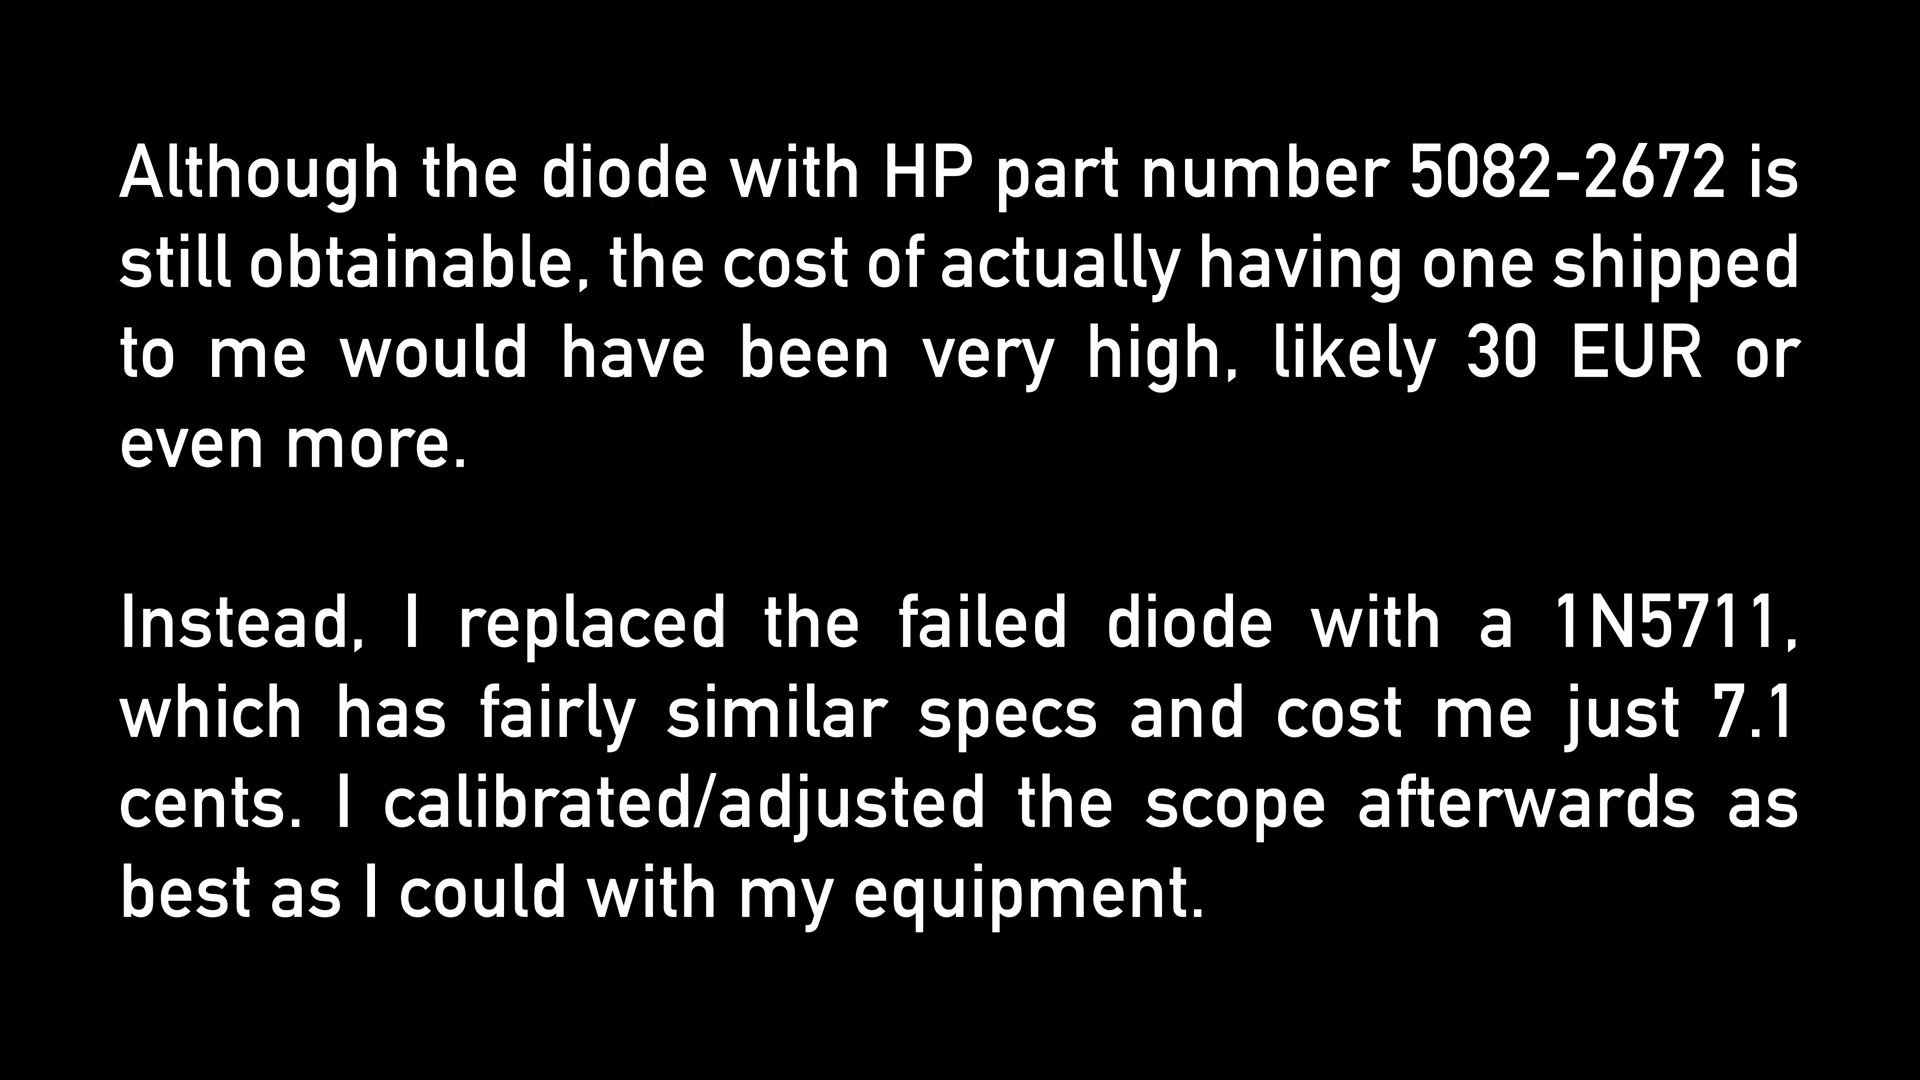 Although the diode with HP part number 5082-2672 is
still obtainable, the cost of actually having one shipped
to me would have been very high, likely 30 EUR or
even more.
Instead, I replaced the failed diode with a 1N5711,
which has fairly similar specs and cost me just 7.1
cents. I calibrated/adjusted the scope afterwards as
best as I could with my equipment.